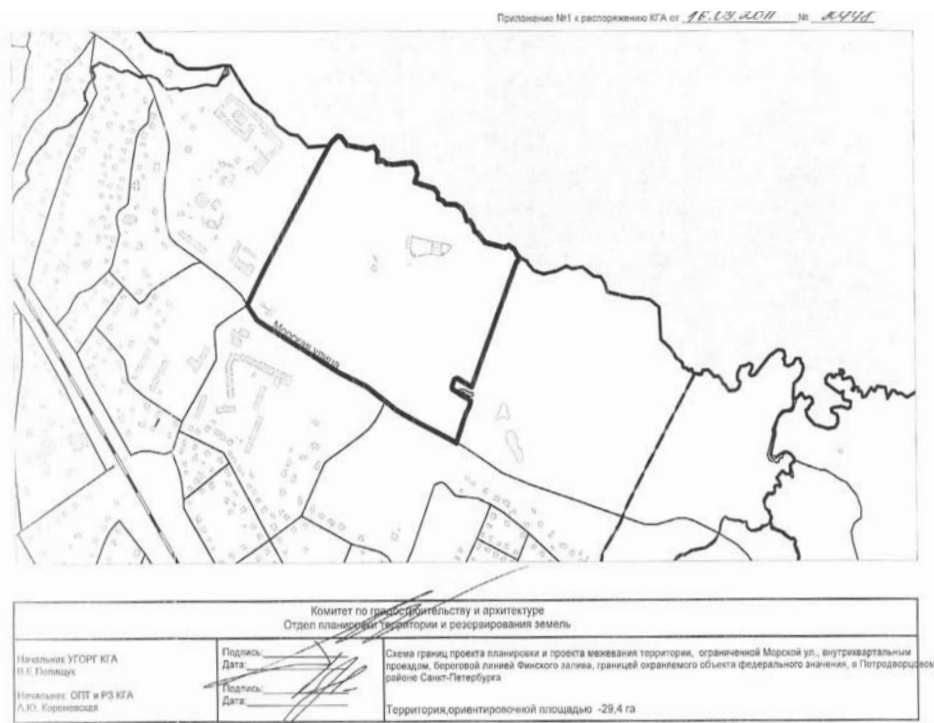 Приложение №1 к распоряжению КГА от 16.09.2011 № 2448
Морская улица
Комитет по градостроительству и архитектуре
Отдел планировки территории и резервирования земель
Начальник УГОРГ КГА
В.Е. Полищук
Начальник ОПТ и РЗ КГА
А.Ю. Кореневская
Подпись:
Дата:
Подпись:
Дата:
Схема границ проекта планировки и проекта межевания территории, ограниченной Морской ул., внутриквартальным
проездом, береговой линией Финского залива, границей охраняемого объекта федерального значения, в Петродворцовом
районе Санкт-Петербурга
Территория,ориентировочной площадью -29,4 га